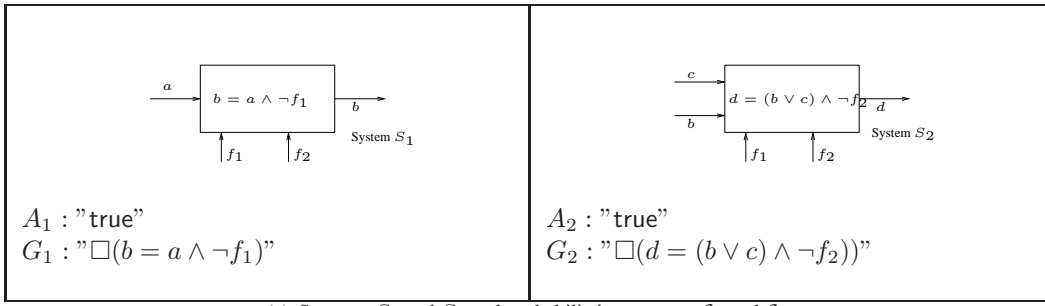 a
b = a ∧ ¬f₁
b
System S₁
f₁
f₂
A₁ : "true"
G₁ : "□(b = a ∧ ¬f₁)"
c
b
d = (b ∨ c) ∧ ¬f₂
d
System S₂
f₁
f₂
A₂ : "true"
G₂ : "□(d = (b ∨ c) ∧ ¬f₂))"